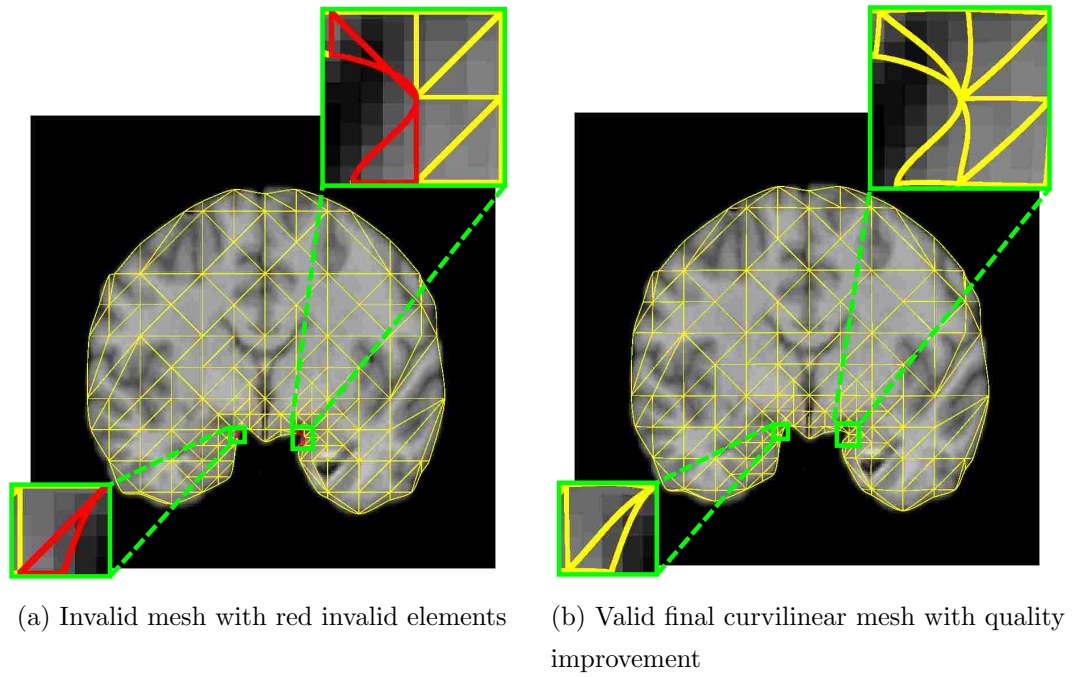 (a) Invalid mesh with red invalid elements
(b) Valid final curvilinear mesh with quality
improvement